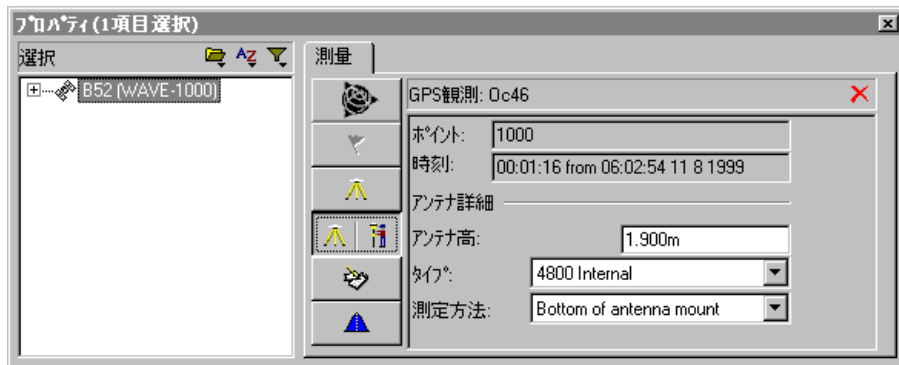 ﾌﾟﾛﾊﾟﾃｨ(1項目選択)
選択
測量
B52 (WAVE-1000)
GPS観測: Oc46
ﾎﾟｲﾝﾄ: 1000
時刻: 00:01:16 from 06:02:54 11 8 1999
ｱﾝﾃﾅ詳細
ｱﾝﾃﾅ高: 1.900m
ﾀｲﾌﾟ: 4800 Internal
測定方法: Bottom of antenna mount